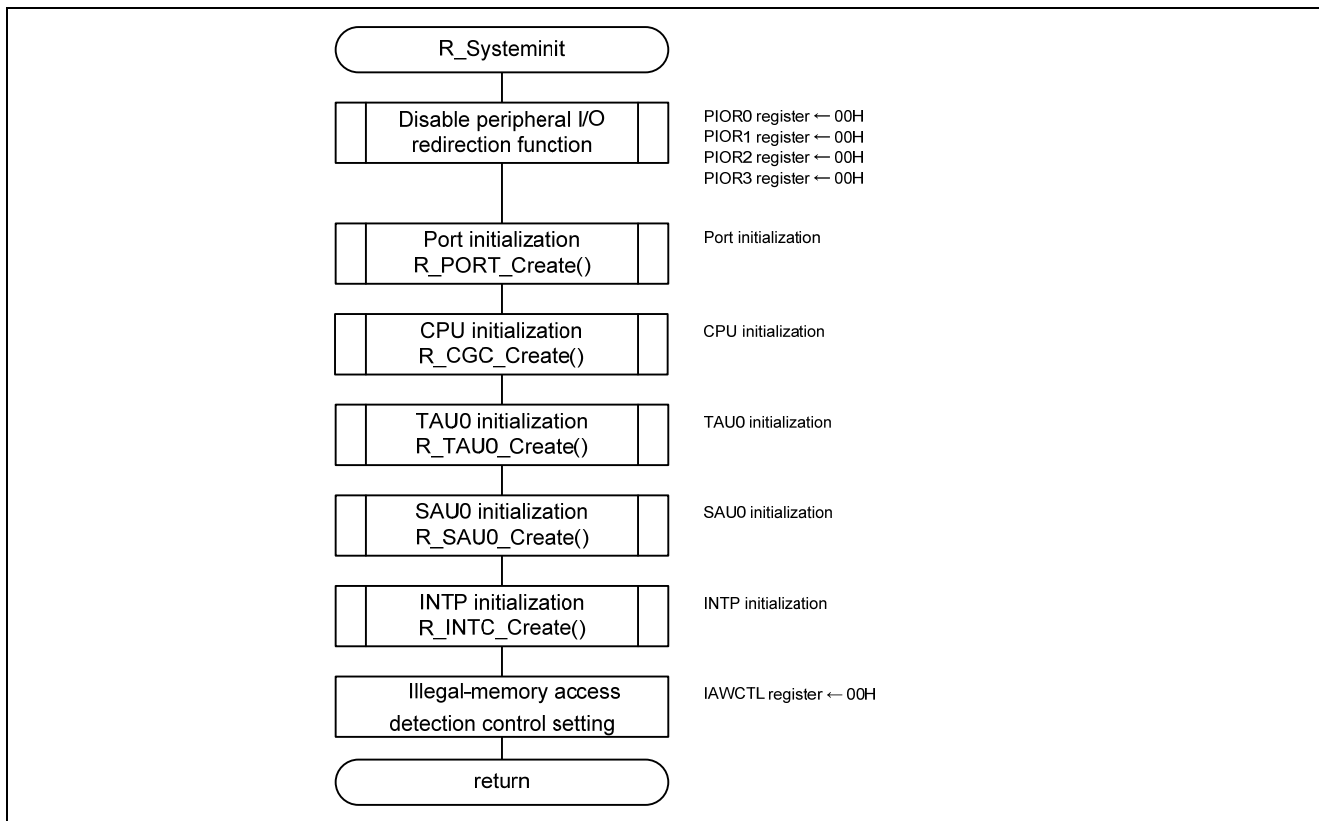 R_Systeminit
Disable peripheral I/O
redirection function
PIOR0 register ← 00H
PIOR1 register ← 00H
PIOR2 register ← 00H
PIOR3 register ← 00H
Port initialization
R_PORT_Create()
Port initialization
CPU initialization
R_CGC_Create()
CPU initialization
TAU0 initialization
R_TAU0_Create()
TAU0 initialization
SAU0 initialization
R_SAU0_Create()
SAU0 initialization
INTP initialization
R_INTC_Create()
INTP initialization
Illegal-memory access
detection control setting
IAWCTL register ← 00H
return